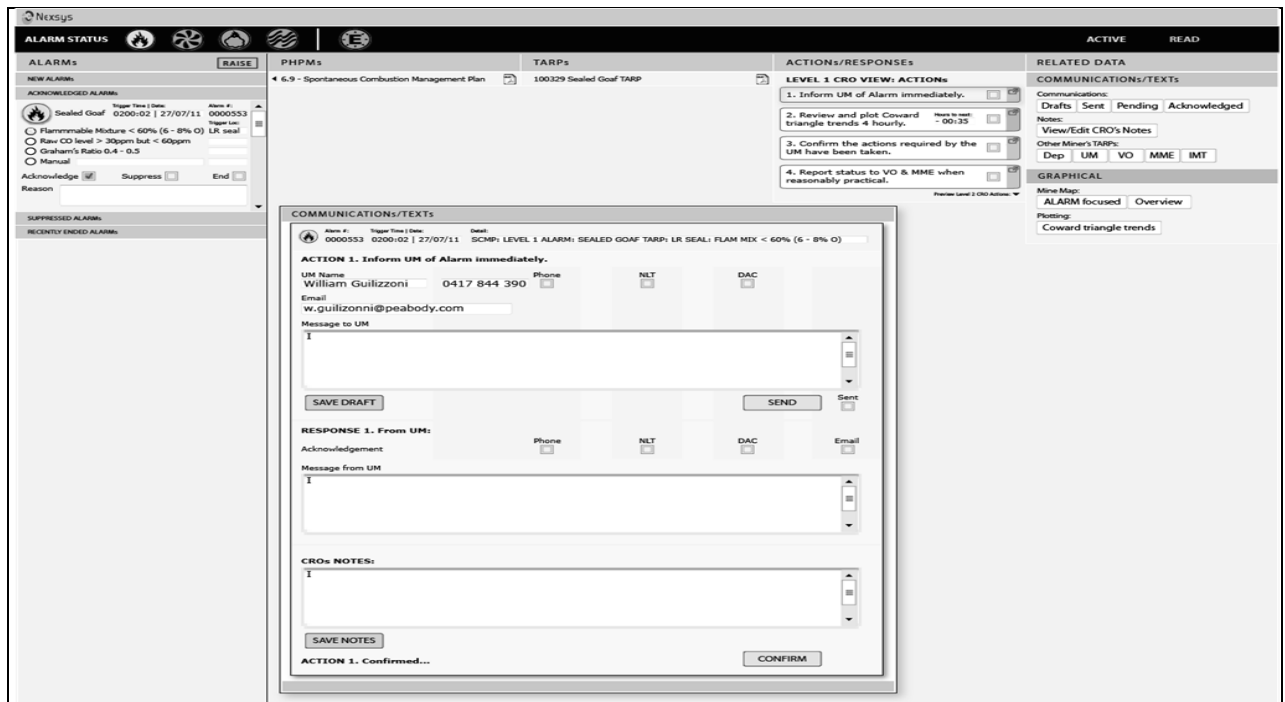 Nexsys
ALARM STATUS
ACTIVE READ
ALARMs RAISE
NEW ALARMs
ACKNOWLEDGED ALARMs
Trigger Time | Date: Alarm #:
Sealed Goaf 0200:02 | 27/07/11 0000553
Trigger Loc:
Flammmable Mixture < 60% (6 - 8% O) LR seal
Raw CO level > 30ppm but < 60ppm
Graham's Ratio 0.4 - 0.5
Manual
Acknowledge Suppress End
Reason
SUPPRESSED ALARMs
RECENTLY ENDED ALARMs
PHPMs
6.9 - Spontaneous Combustion Management Plan
TARPs
100329 Sealed Goaf TARP
ACTIONs/RESPONSEs
LEVEL 1 CRO VIEW: ACTIONs
1. Inform UM of Alarm immediately.
2. Review and plot Coward
triangle trends 4 hourly.
Hours to next:
- 00:35
3. Confirm the actions required by the
UM have been taken.
4. Report status to VO & MME when
reasonably practical.
Preview Level 2 CRO Actions:
RELATED DATA
COMMUNICATIONs/TEXTs
Communications:
Drafts Sent Pending Acknowledged
Notes:
View/Edit CRO's Notes
Other Miner's TARPs:
Dep UM VO MME IMT
GRAPHICAL
Mine Map:
ALARM focused Overview
Plotting:
Coward triangle trends
COMMUNICATIONs/TEXTs
Alarm #: Trigger Time | Date: Detail:
0000553 0200:02 | 27/07/11 SCMP: LEVEL 1 ALARM: SEALED GOAF TARP: LR SEAL: FLAM MIX < 60% (6 - 8% O)
ACTION 1. Inform UM of Alarm immediately.
UM Name Phone NLT DAC
William Guilizzoni 0417 844 390
Email
w.guilizonni@peabody.com
Message to UM
SAVE DRAFT SEND Sent
RESPONSE 1. From UM:
Acknowledgement Phone NLT DAC Email
Message from UM
CROs NOTES:
SAVE NOTES
ACTION 1. Confirmed... CONFIRM